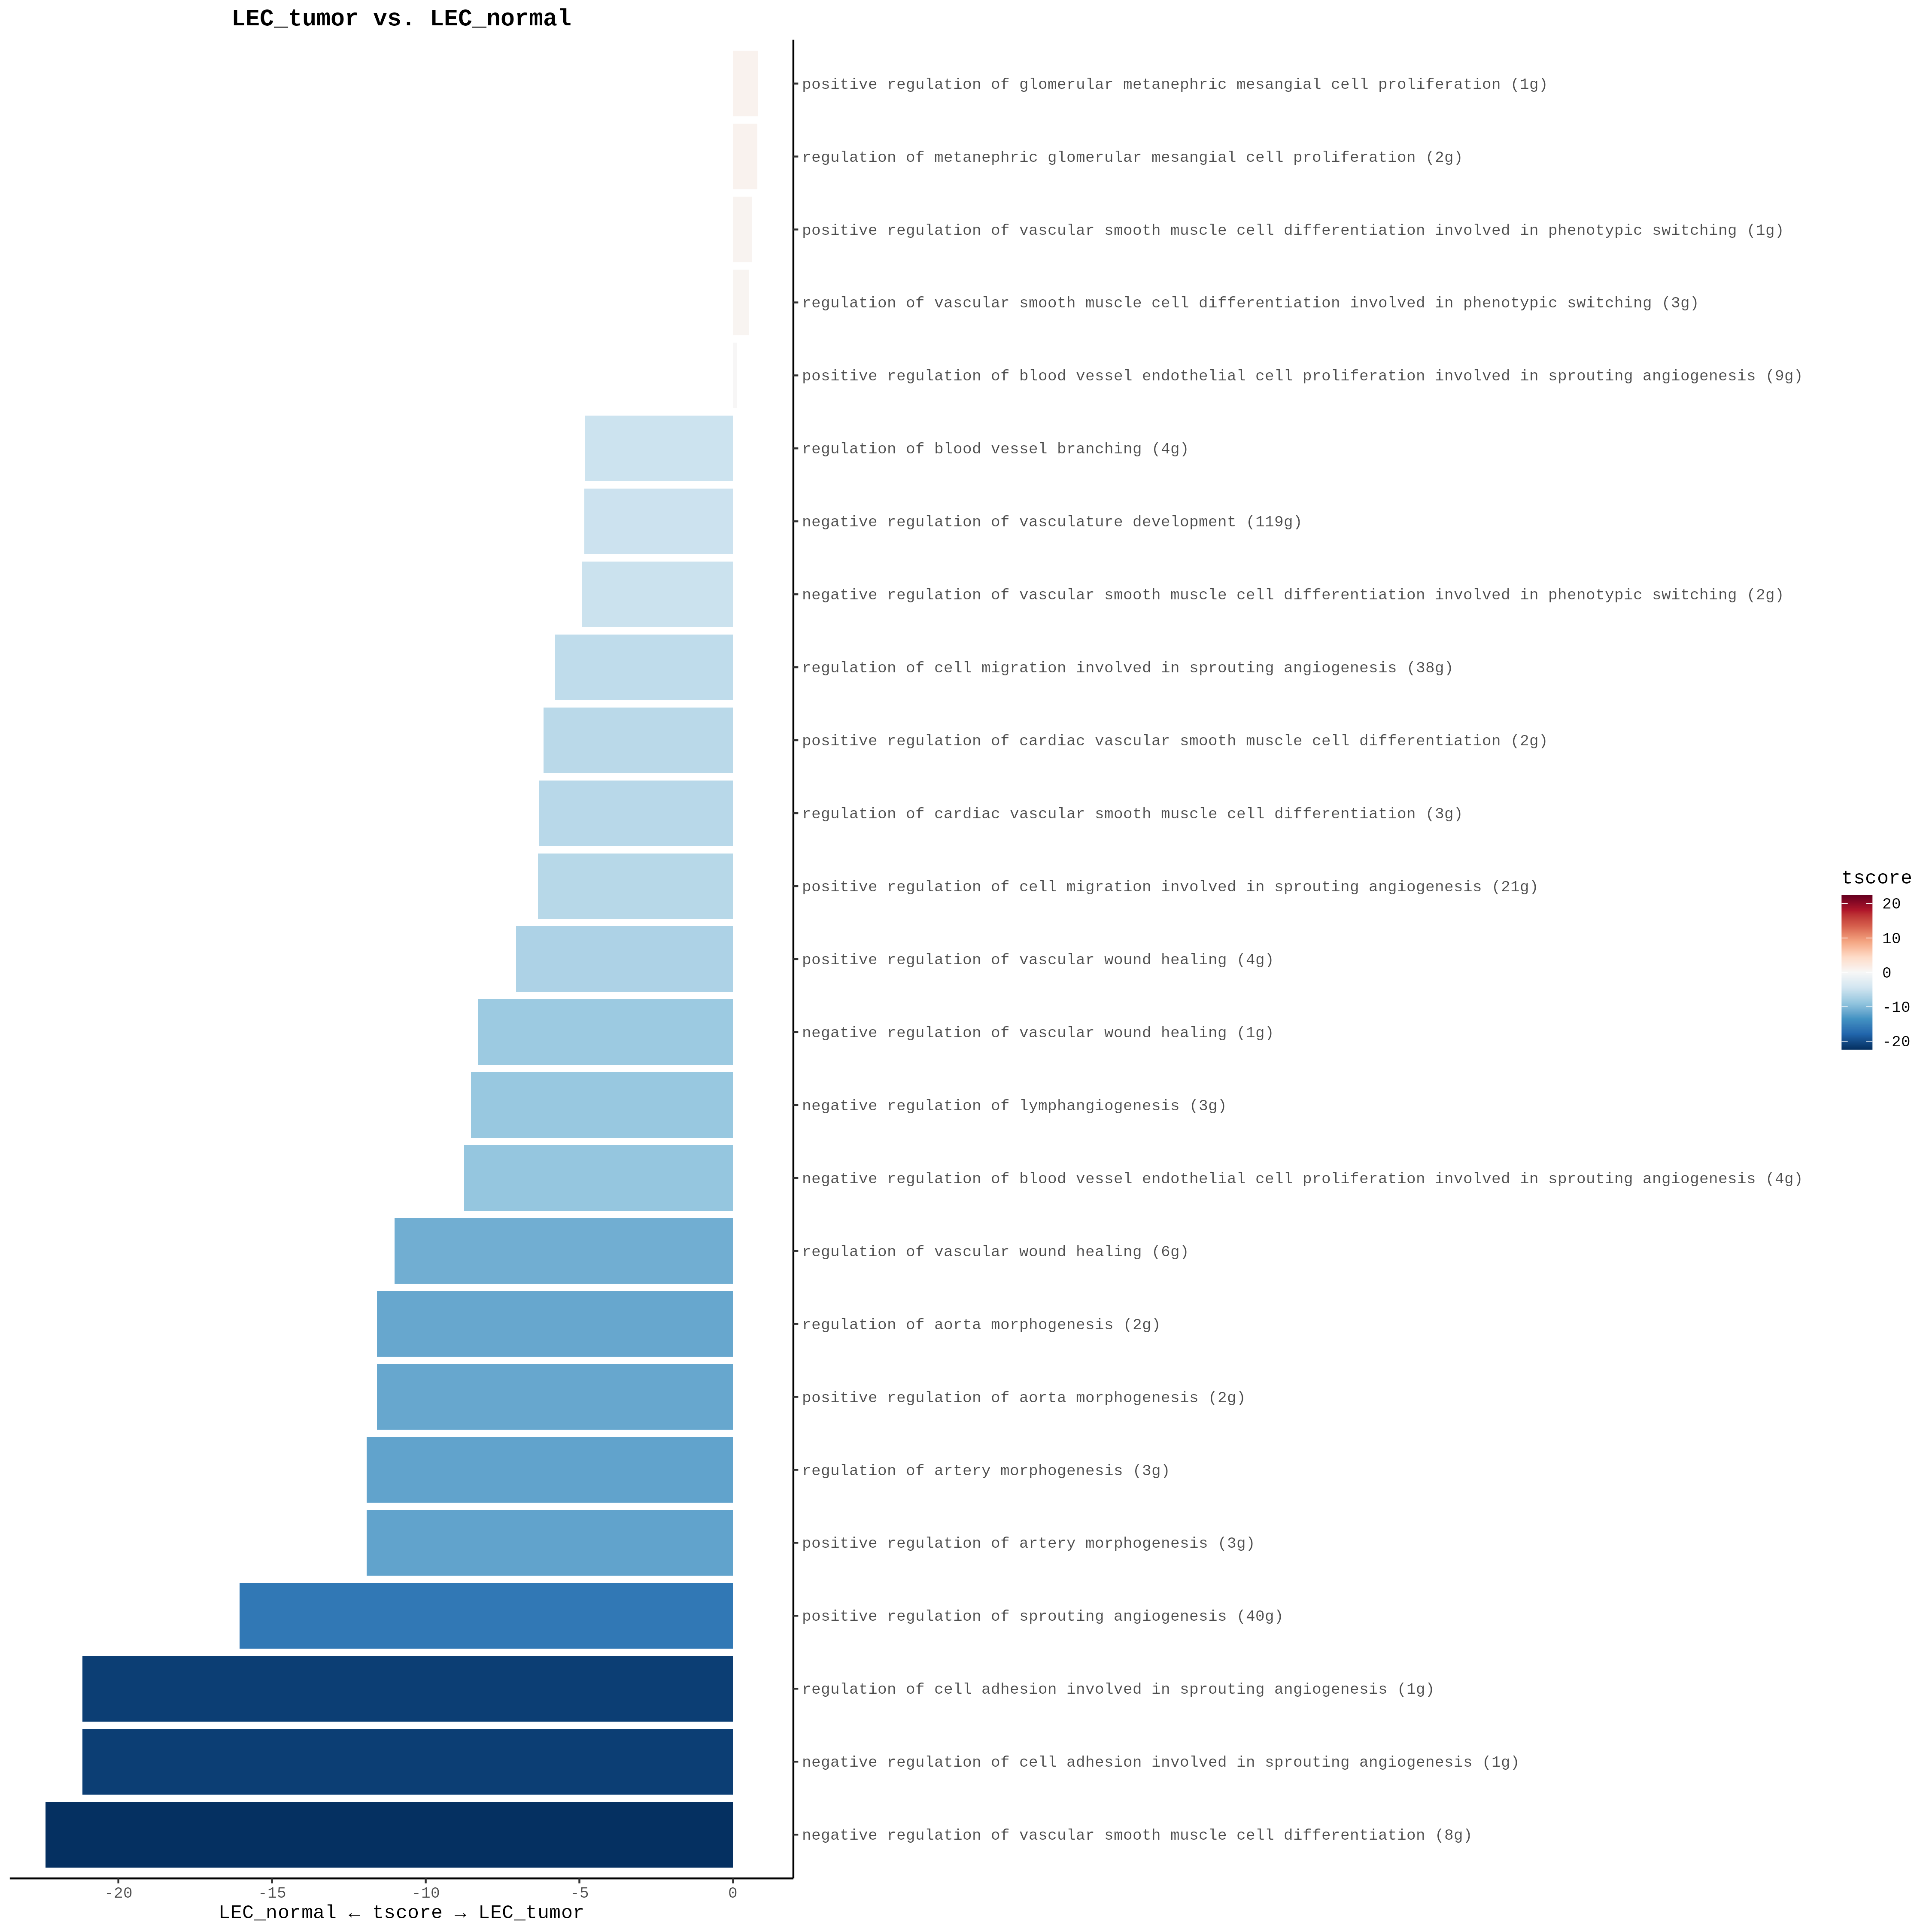 LEC_tumor vs. LEC_normal
positive regulation of glomerular metanephric mesangial cell proliferation (1g)
regulation of metanephric glomerular mesangial cell proliferation (2g)
positive regulation of vascular smooth muscle cell differentiation involved in phenotypic switching (1g)
regulation of vascular smooth muscle cell differentiation involved in phenotypic switching (3g)
positive regulation of blood vessel endothelial cell proliferation involved in sprouting angiogenesis (9g)
regulation of blood vessel branching (4g)
negative regulation of vasculature development (119g)
negative regulation of vascular smooth muscle cell differentiation involved in phenotypic switching (2g)
regulation of cell migration involved in sprouting angiogenesis (38g)
positive regulation of cardiac vascular smooth muscle cell differentiation (2g)
regulation of cardiac vascular smooth muscle cell differentiation (3g)
positive regulation of cell migration involved in sprouting angiogenesis (21g)
positive regulation of vascular wound healing (4g)
negative regulation of vascular wound healing (1g)
negative regulation of lymphangiogenesis (3g)
negative regulation of blood vessel endothelial cell proliferation involved in sprouting angiogenesis (4g)
regulation of vascular wound healing (6g)
regulation of aorta morphogenesis (2g)
positive regulation of aorta morphogenesis (2g)
regulation of artery morphogenesis (3g)
positive regulation of artery morphogenesis (3g)
positive regulation of sprouting angiogenesis (40g)
regulation of cell adhesion involved in sprouting angiogenesis (1g)
negative regulation of cell adhesion involved in sprouting angiogenesis (1g)
negative regulation of vascular smooth muscle cell differentiation (8g)
-20 -15 -10 -5 0
LEC_normal ← tscore → LEC_tumor
tscore
20
10
0
-10
-20